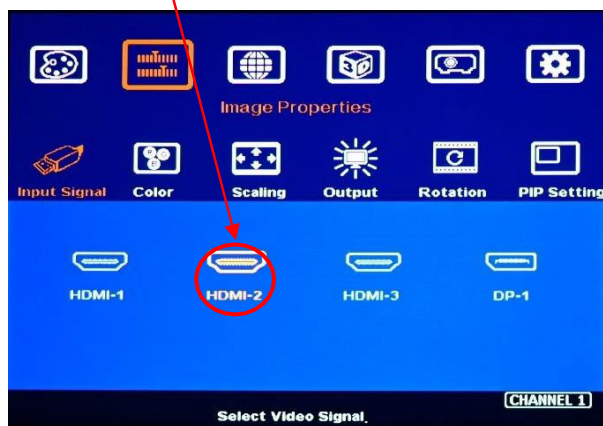 3D
Image Properties
R G B
Input Signal Color Scaling Output Rotation PIP Setting
HDMI-1 HDMI-2 HDMI-3 DP-1
CHANNEL 1
Select Video Signal